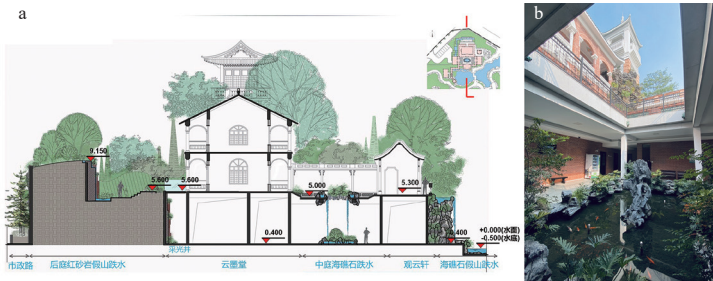 a
b
9.150
5.600
5.600
5.000
5.300
0.400
0.400
±0.000(水面)
-0.500(水底)
采光井
市政路
后庭红砂岩假山跌水
云墨堂
中庭海礁石跌水
观云轩
海礁石假山跌水